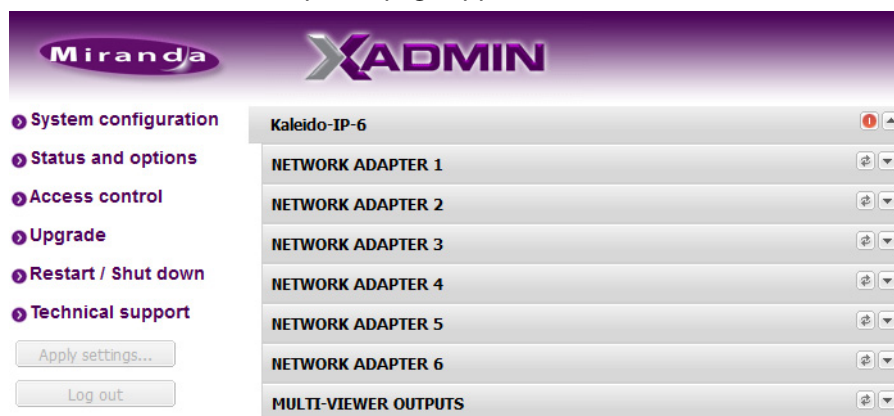 Miranda
XADMIN
System configuration
Status and options
Access control
Upgrade
Restart / Shut down
Technical support
Apply settings...
Log out
Kaleido-IP-6
NETWORK ADAPTER 1
NETWORK ADAPTER 2
NETWORK ADAPTER 3
NETWORK ADAPTER 4
NETWORK ADAPTER 5
NETWORK ADAPTER 6
MULTI-VIEWER OUTPUTS